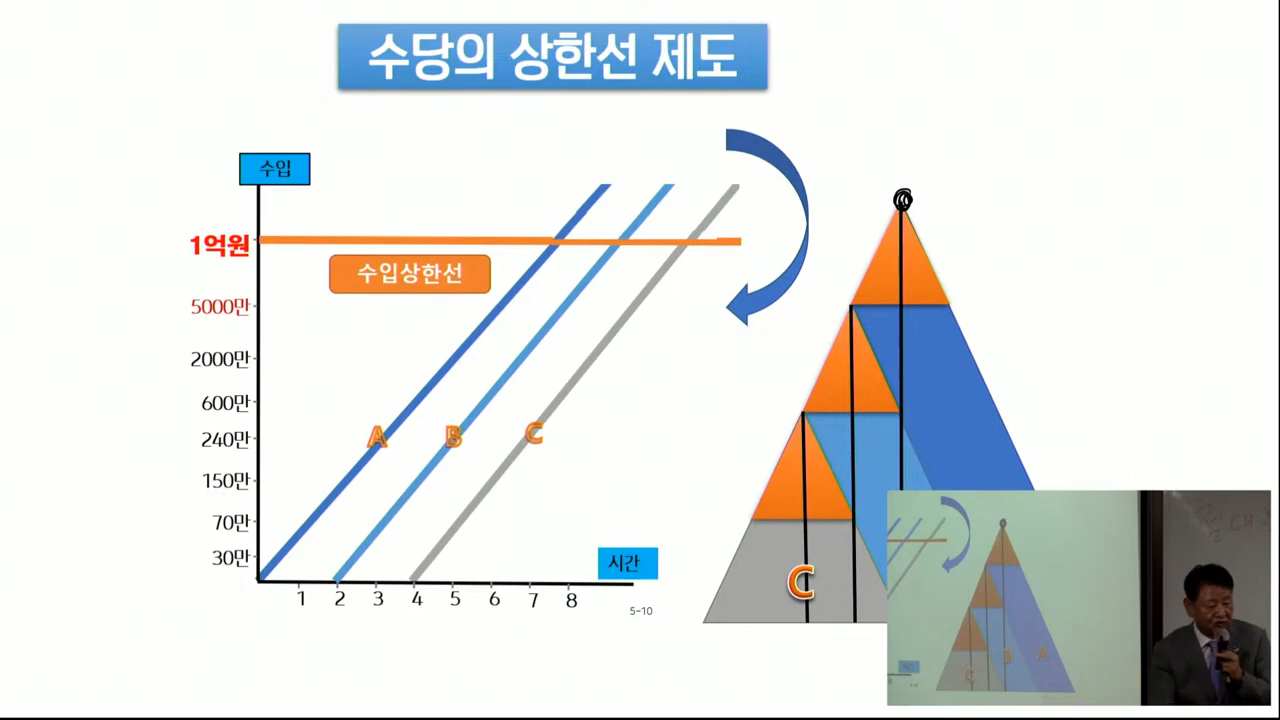 수당의 상한선 제도
수입
1억원
수입상한선
5000만
2000만
600만
240만
150만
70만
30만
A
B
C
시간
1 2 3 4 5 6 7 8
5-10
C
B
A
C